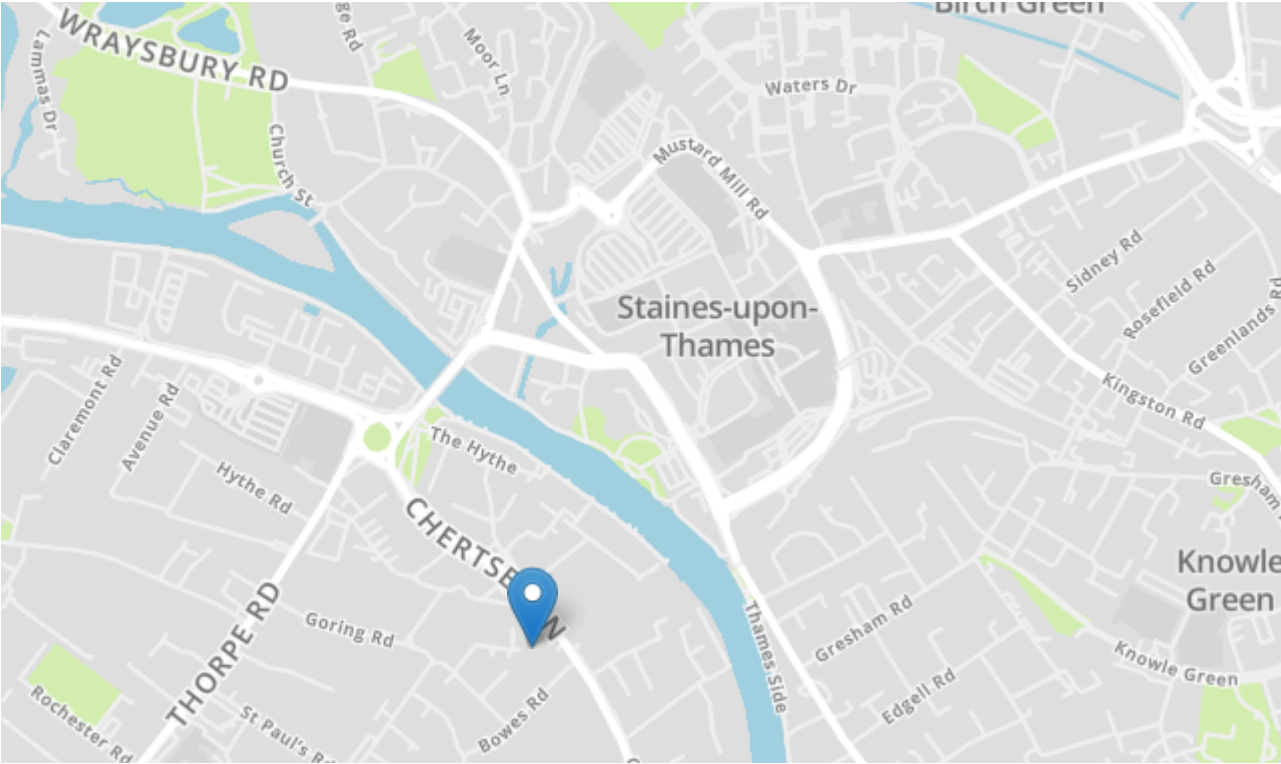 Birch Green
WRAYSBURY RD
Lammas Dr
ge Rd
Moor Ln
Waters Dr
Church St
Mustard Mill Rd
Sidney Rd
Rosefield Rd
Greenlands Rd
Staines-upon-
Thames
Claremont Rd
Avenue Rd
Kingston Rd
The Hythe
Hythe Rd
Gresham
CHERTSE
N
Knowle
Green
THORPE RD
Goring Rd
Thames Side
Gresham Rd
Knowle Green
Edgell Rd
Rochester Rd
St Paul's Rd
Bowes Rd